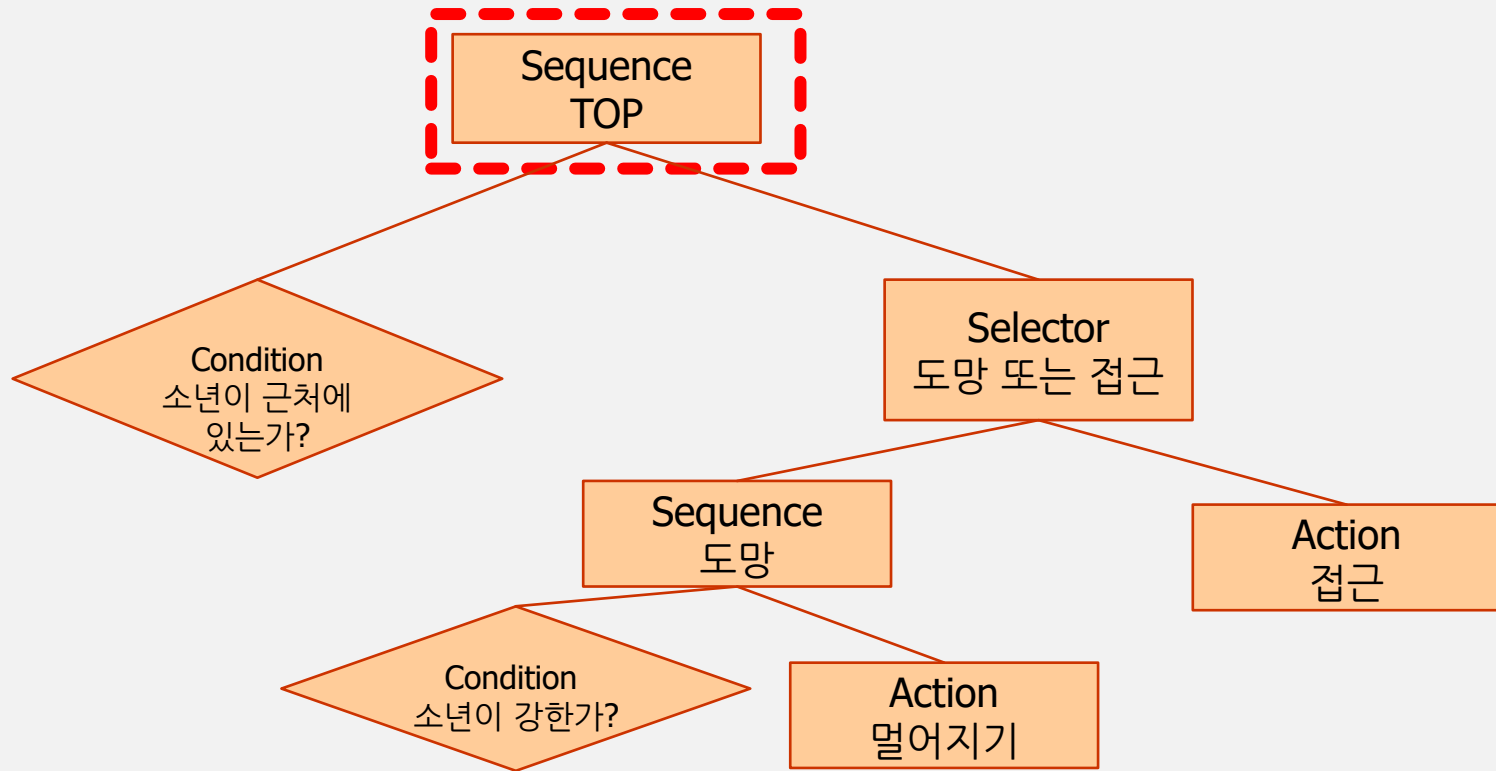 Sequence
TOP
Condition
소년이 근처에
있는가?
Selector
도망 또는 접근
Sequence
도망
Action
접근
Condition
소년이 강한가?
Action
멀어지기